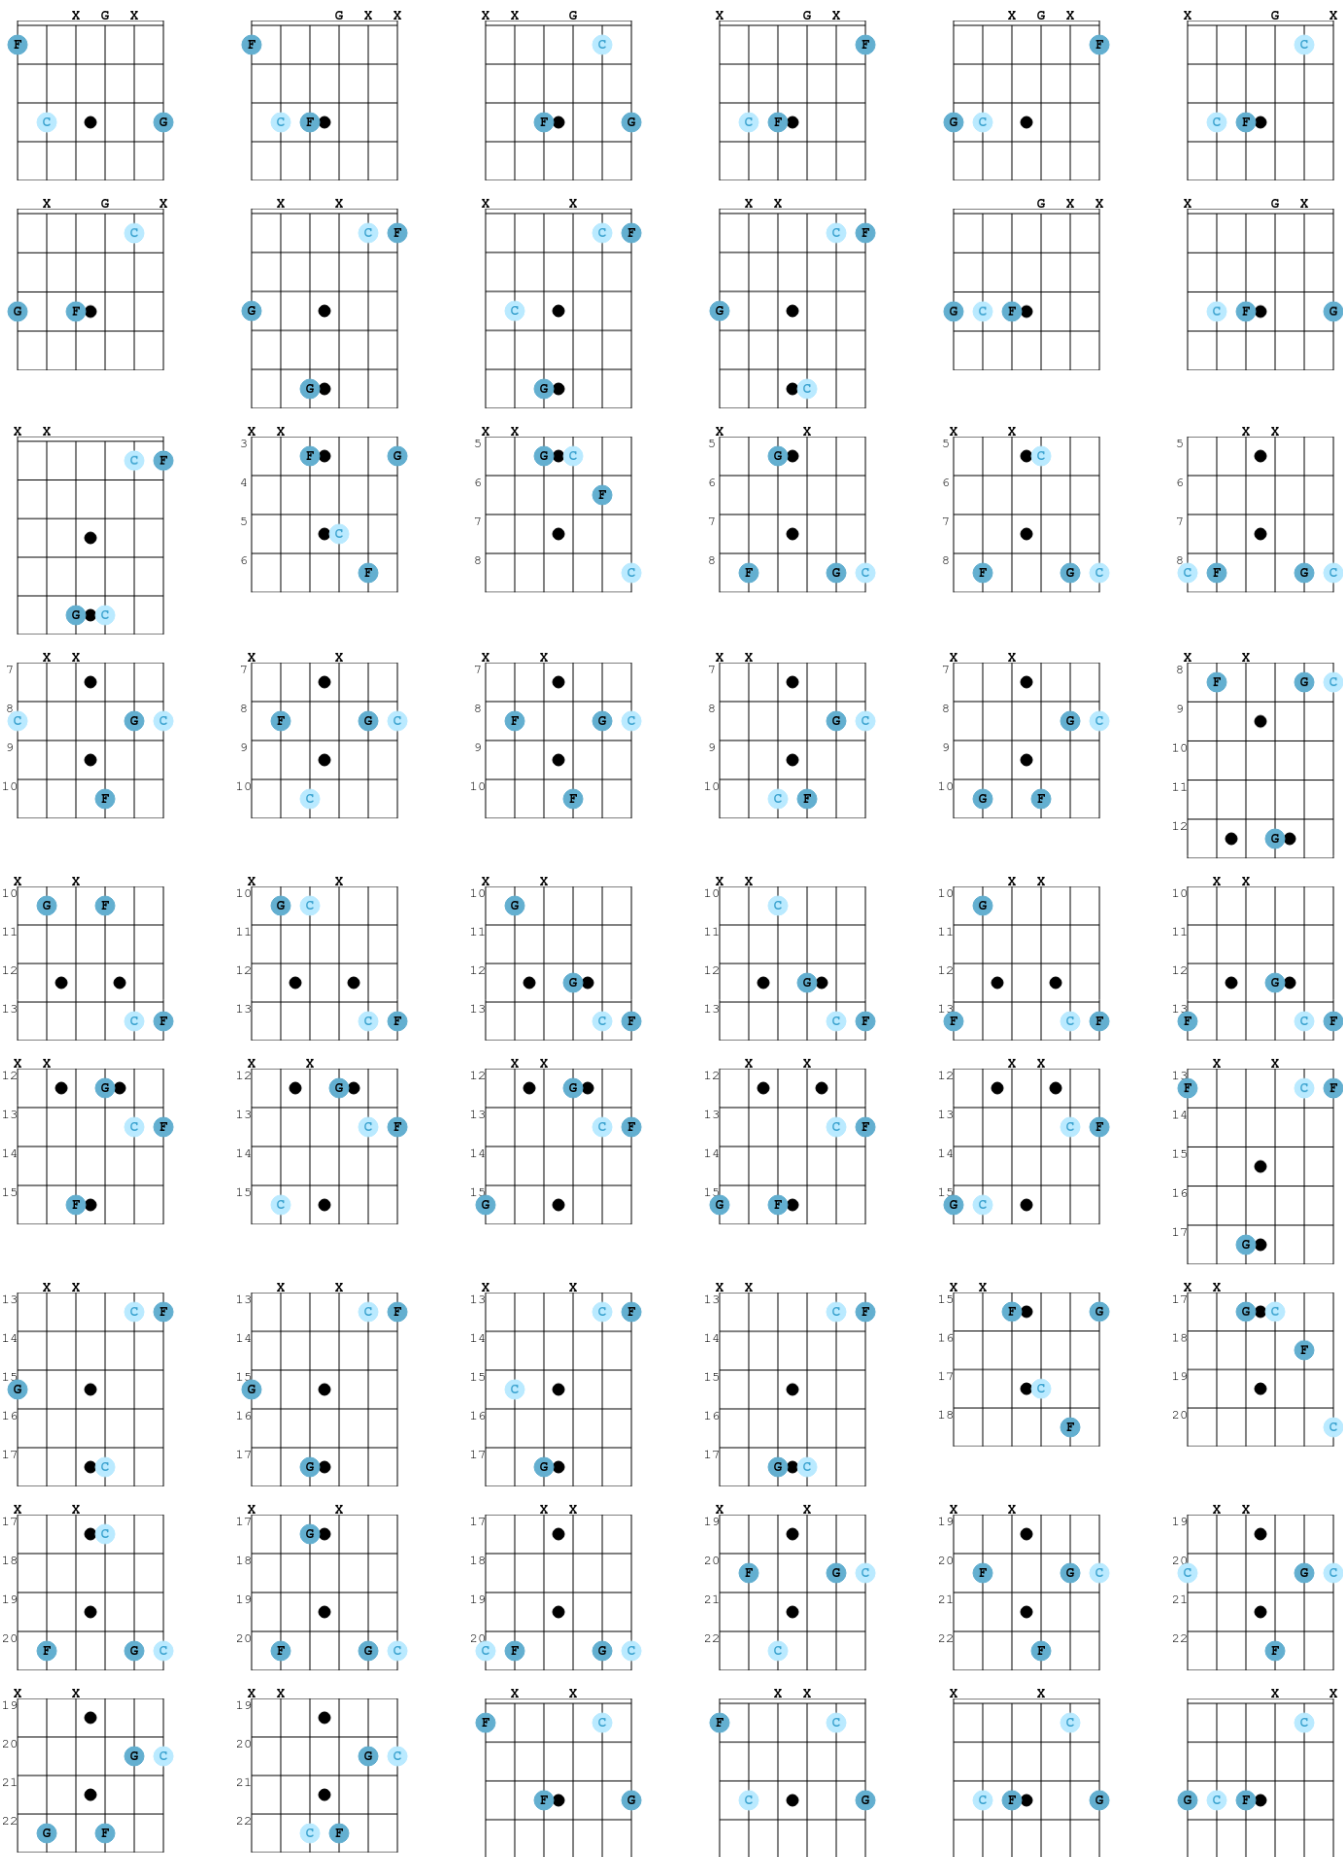 X G X G X X X X G X G X X G X X G X
F F C F F C
C G C F F G C F G C C F
X G X X X X X X X G X X X G X
C C F C F C F
G F G C G G C F C F G
G G C
X X X X X X X X X X X X
3 5 5 5 5
C F F G G C G C
4 6 6 6 6
F
5 7 7 7 7
C
6 8 8 8 8
F C F G C F G C C F G C
G C
X X X X X X X X X X X X
7 7 7 7 7 8
F G C
8 8 8 8 8 9
C G C F G C F G C G C G C
9 9 9 9 9 10
10 10 10 10 10 11
F C F C F G F
12
G
X X X X X X X X X X X X
10 10 10 10 10 10
G F G C G C G
11 11 11 11 11 11
12 12 12 12 12 12
G G G
13 13 13 13 13 13
C F C F C F C F F C F F C F
X X X X X X X X X X X X
12 12 12 12 12 13
G G G F C F
13 13 13 13 13 14
C F C F C F C F C F
14 14 14 14 14 15
15 15 15 15 15 16
F C G G F G C
17
G
X X X X X X X X X X X X
13 13 13 13 15 17
C F C F C F C F F G G C
14 14 14 14 16 18
F
15 15 15 15 17 19
G G C C
16 16 16 16 18 20
F C
17 17 17 17
C G G G C
X X X X X X X X X X X X
17 17 17 19 19 19
C G
18 18 18 20 20 20
F G C F G C C G C
19 19 19 21 21 21
20 20 20 22 22 22
F G C F G C C F G C C F F
X X X X X X X X X X X X
19 19
F C F C C C
20 20
G C G C
21 21
F G C G C F G G C F
22 22
G F C F